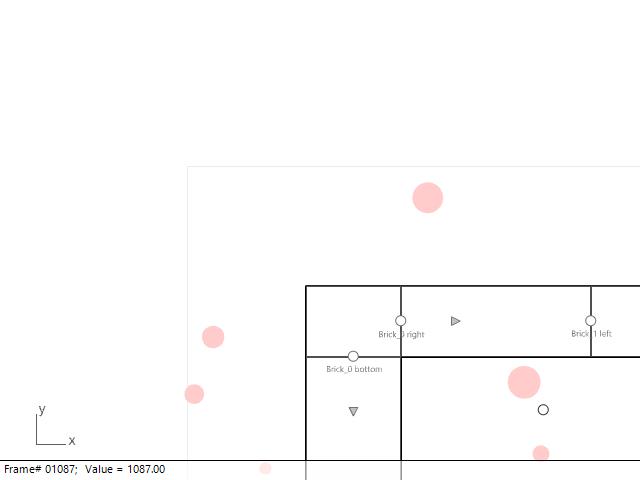 Brick_0 right
Brick_1 left
Brick_0 bottom
y
x
Frame# 01087; Value = 1087.00